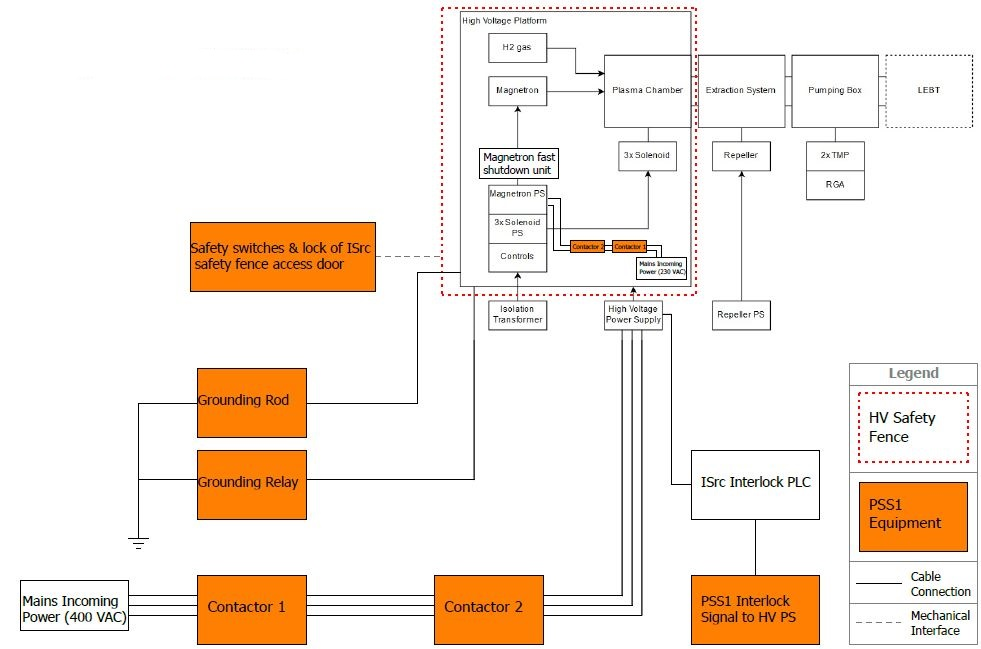 High Voltage Platform
H2 gas
Magnetron
Plasma Chamber
Extraction System
Pumping Box
LEBT
Magnetron fast
shutdown unit
3x Solenoid
Repeller
2x TMP
RGA
Magnetron PS
3x Solenoid
PS
Controls
Contactor 2
Contactor 1
Mains Incoming
Power (230 VAC)
Safety switches & lock of ISrc
safety fence access door
Isolation
Transformer
High Voltage
Power Supply
Repeller PS
Grounding Rod
Grounding Relay
ISrc Interlock PLC
Mains Incoming
Power (400 VAC)
Contactor 1
Contactor 2
PSS1 Interlock
Signal to HV PS
Legend
HV Safety
Fence
PSS1
Equipment
Cable
Connection
Mechanical
Interface